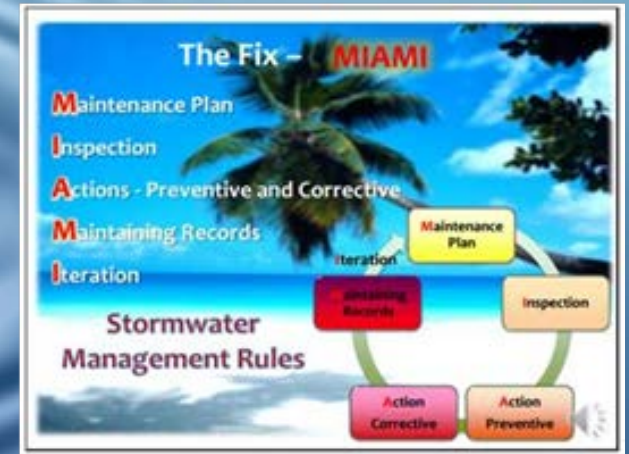 The Fix – MIAMI
Maintenance Plan
Inspection
Actions - Preventive and Corrective
Maintaining Records
Iteration
Stormwater
Management Rules
Maintenance
Plan
Iteration
Maintaining
Records
Inspection
Action
Corrective
Action
Preventive